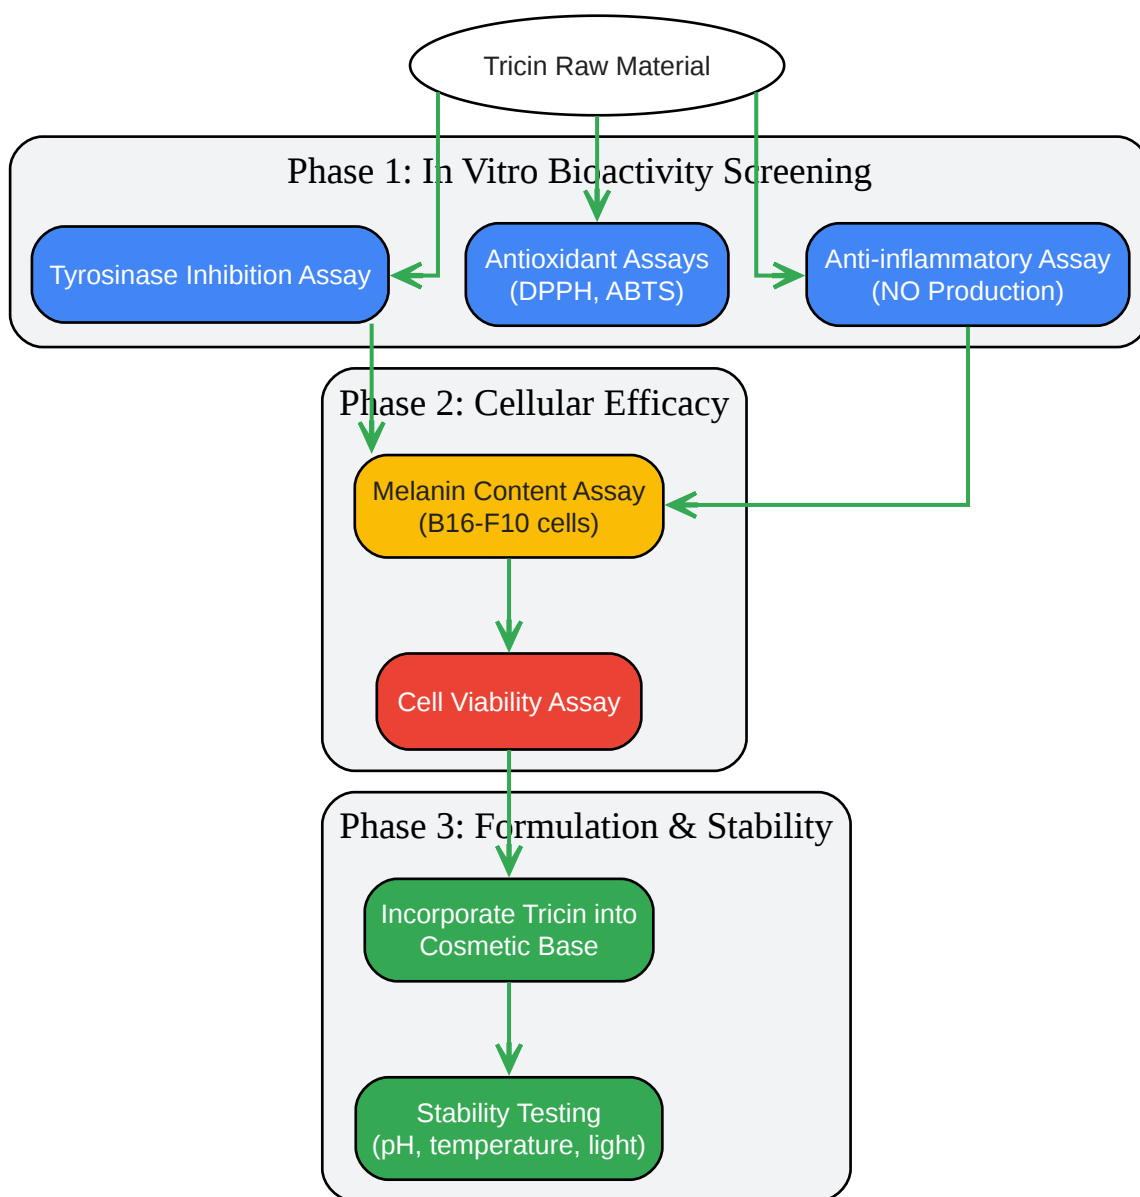 Tricin Raw Material
Phase 1: In Vitro Bioactivity Screening
Tyrosinase Inhibition Assay
Antioxidant Assays
(DPPH, ABTS)
Anti-inflammatory Assay
(NO Production)
Phase 2: Cellular Efficacy
Melanin Content Assay
(B16-F10 cells)
Cell Viability Assay
Phase 3: Formulation & Stability
Incorporate Tricin into
Cosmetic Base
Stability Testing
(pH, temperature, light)